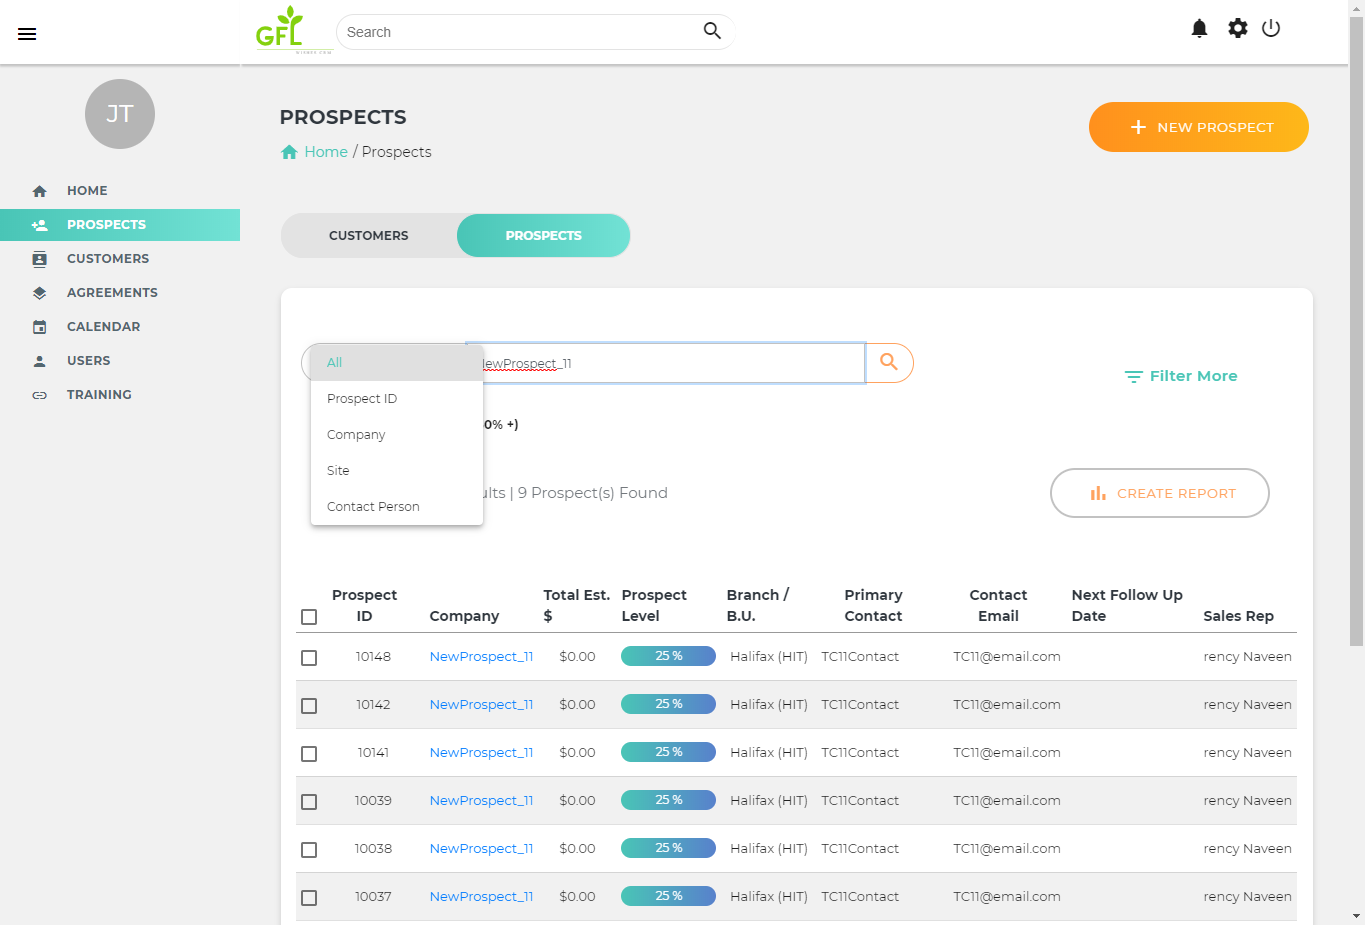 GFL
Search
JT
HOME
PROSPECTS
CUSTOMERS
AGREEMENTS
CALENDAR
USERS
TRAINING
PROSPECTS
Home / Prospects
NEW PROSPECT
CUSTOMERS
PROSPECTS
ewProspect_11
All
Prospect ID
Company
Site
Contact Person
Filter More
0% +)
ults | 9 Prospect(s) Found
CREATE REPORT
Prospect ID Company Total Est. $ Prospect Level Branch / B.U. Primary Contact Contact Email Next Follow Up Date Sales Rep
10148 NewProspect_11 $0.00 25 % Halifax (HIT) TC11Contact TC11@email.com rency Naveen
10142 NewProspect_11 $0.00 25 % Halifax (HIT) TC11Contact TC11@email.com rency Naveen
10141 NewProspect_11 $0.00 25 % Halifax (HIT) TC11Contact TC11@email.com rency Naveen
10039 NewProspect_11 $0.00 25 % Halifax (HIT) TC11Contact TC11@email.com rency Naveen
10038 NewProspect_11 $0.00 25 % Halifax (HIT) TC11Contact TC11@email.com rency Naveen
10037 NewProspect_11 $0.00 25 % Halifax (HIT) TC11Contact TC11@email.com rency Naveen